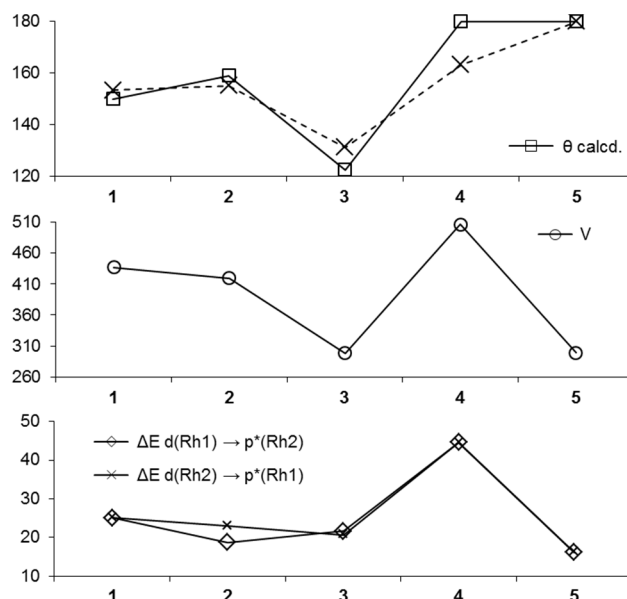 180
160
140
120
θ calcd.
1 2 3 4 5
510
460
410
360
310
260
V
1 2 3 4 5
50
40
30
20
10
ΔE d(Rh1) → p*(Rh2)
ΔE d(Rh2) → p*(Rh1)
1 2 3 4 5